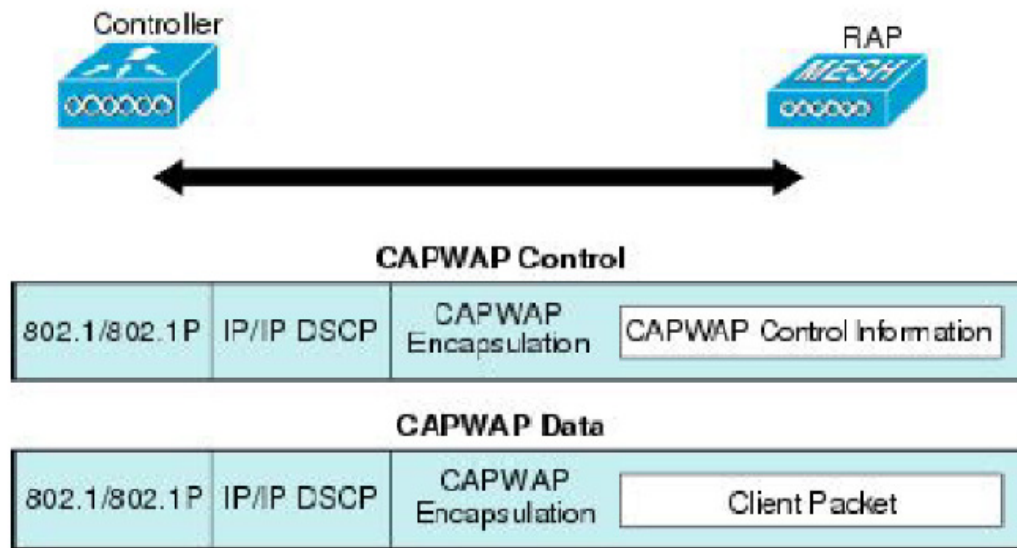 Controller
RAP
MESH
CAPWAP Control
802.1/802.1P IP/IP DSCP CAPWAP Encapsulation CAPWAP Control Information
CAPWAP Data
802.1/802.1P IP/IP DSCP CAPWAP Encapsulation Client Packet